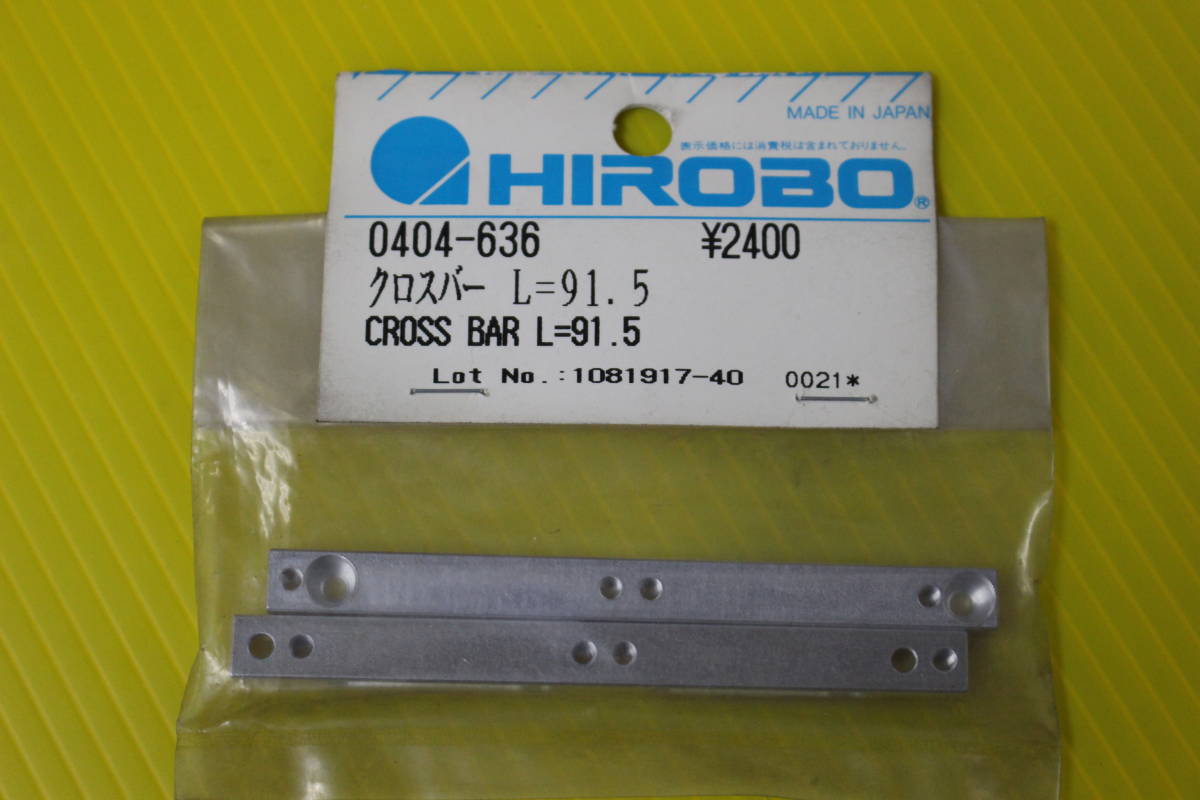 MADE IN JAPAN
表示価格には消費税は含まれておりません。
HIROBO®
0404-636 ¥2400
クロスバー L=91.5
CROSS BAR L=91.5
Lot No.:1081917-40 0021*